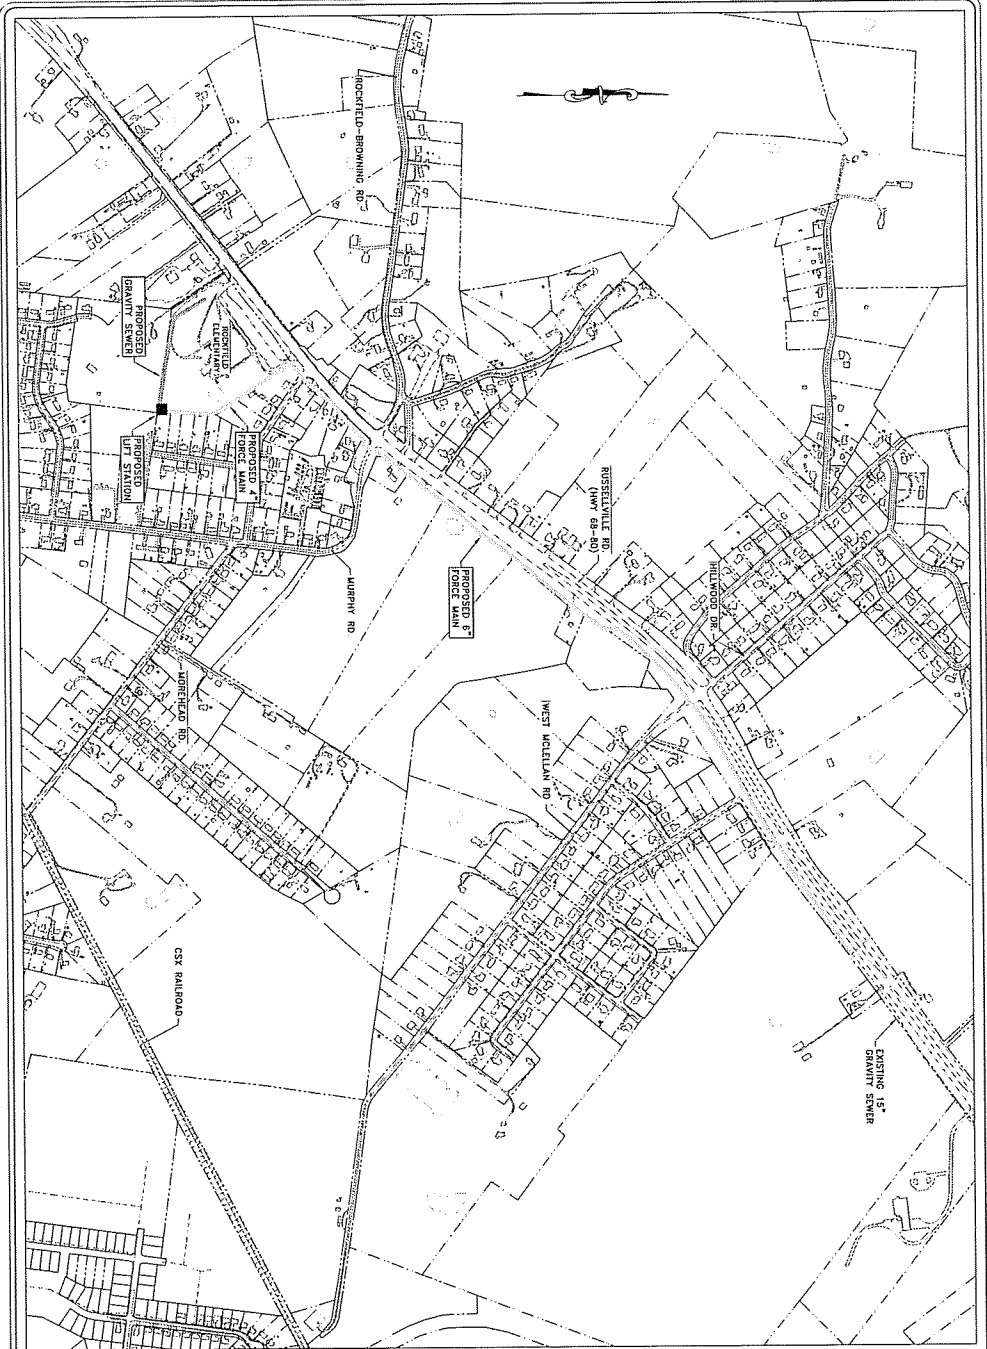 ROCKFIELD-BROWNING RD
PROPOSED
GRAVITY SEWER
ROCKFIELD
ELEMENTARY
PROPOSED
LIFT STATION
PROPOSED 4"
FORCE MAIN
MURPHY RD
PROPOSED 6"
FORCE MAIN
RUSSELLVILLE RD
(HWY 68-80)
HILLWOOD DR.
MOREHEAD RD
WEST MCLELLAN RD
CSX RAILROAD
EXISTING 15"
GRAVITY SEWER